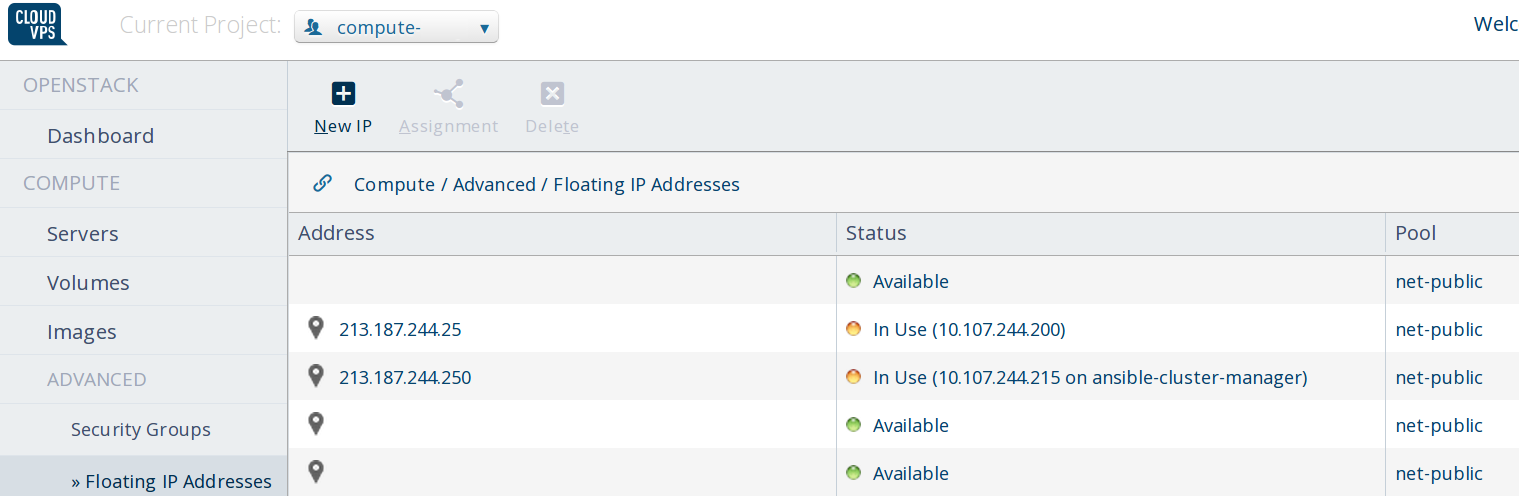 CLOUD
VPS
Current Project:
compute-
Welc
OPENSTACK
Dashboard
COMPUTE
Servers
Volumes
Images
ADVANCED
Security Groups
» Floating IP Addresses
New IP
Assignment
Delete
Compute / Advanced / Floating IP Addresses
Address Status Pool
Available net-public
213.187.244.25 In Use (10.107.244.200) net-public
213.187.244.250 In Use (10.107.244.215 on ansible-cluster-manager) net-public
Available net-public
Available net-public